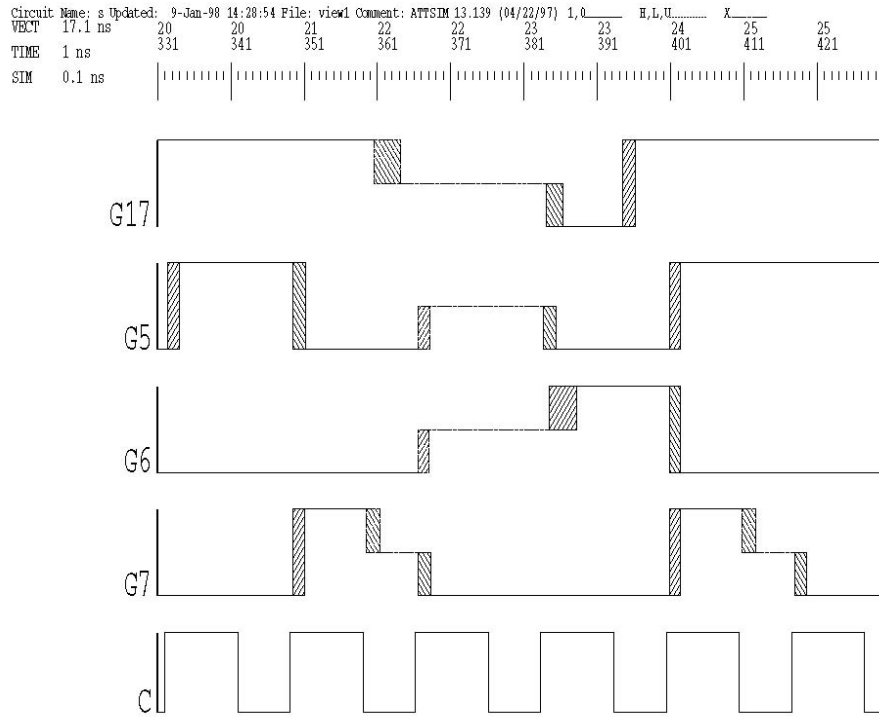 Circuit Name: s Updated: 9-Jan-98 14:28:54 File: view1 Comment: ATTSIM 13.139 (04/22/97) 1,0 H,L,U X
VECT 17.1 ns 20 20 21 22 22 23 23 24 25 25
TIME 1 ns 331 341 351 361 371 381 391 401 411 421
SIM 0.1 ns
G17
G5
G6
G7
C